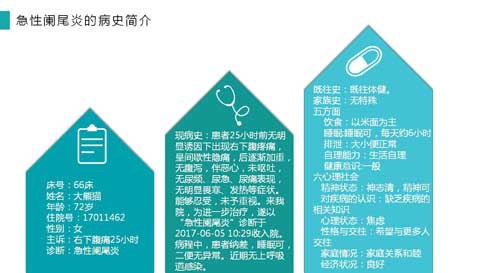 急性阑尾炎的病史简介
床号：66床
姓名：大熊猫
年龄：72岁
住院号：17011462
性别：女
主诉：右下腹痛25小时
诊断：急性阑尾炎
现病史：患者25小时前无明
显诱因下出现右下腹疼痛，
呈间歇性隐痛，后逐渐加重，
无腹泻，伴恶心，未呕吐，
无尿频、尿急、尿痛表现，
无明显畏寒、发热等症状。
能够忍受，未予重视。来我
院，为进一步治疗，遂以
“急性阑尾炎”诊断于
2017-06-05 10:29收入院。
病程中，患者纳差，睡眠可，
二便无异常。近期无上呼吸
道感染。
既往史：既往体健。
家族史：无特殊
五方面
饮食：以米面为主
睡眠:睡眠可，每天约6小时
排泄：大小便正常
自理能力：生活自理
健康总识:一般
六心理社会
精神状态：神志清，精神可
对疾病的认识：缺乏疾病的
相关知识
心理状态：焦虑
性格与交往：希望与更多人
交往
家庭情况：家庭关系和睦
经济状况：良好